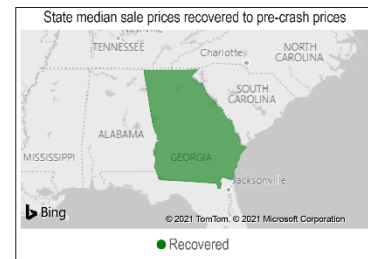 State median sale prices recovered to pre-crash prices
TENNESSEE
Charlotte
NORTH
CAROLINA
SOUTH
CAROLINA
ALABAMA
MISSISSIPPI
GEORGIA
Jacksonville
Bing
© 2021 TomTom, © 2021 Microsoft Corporation
Recovered